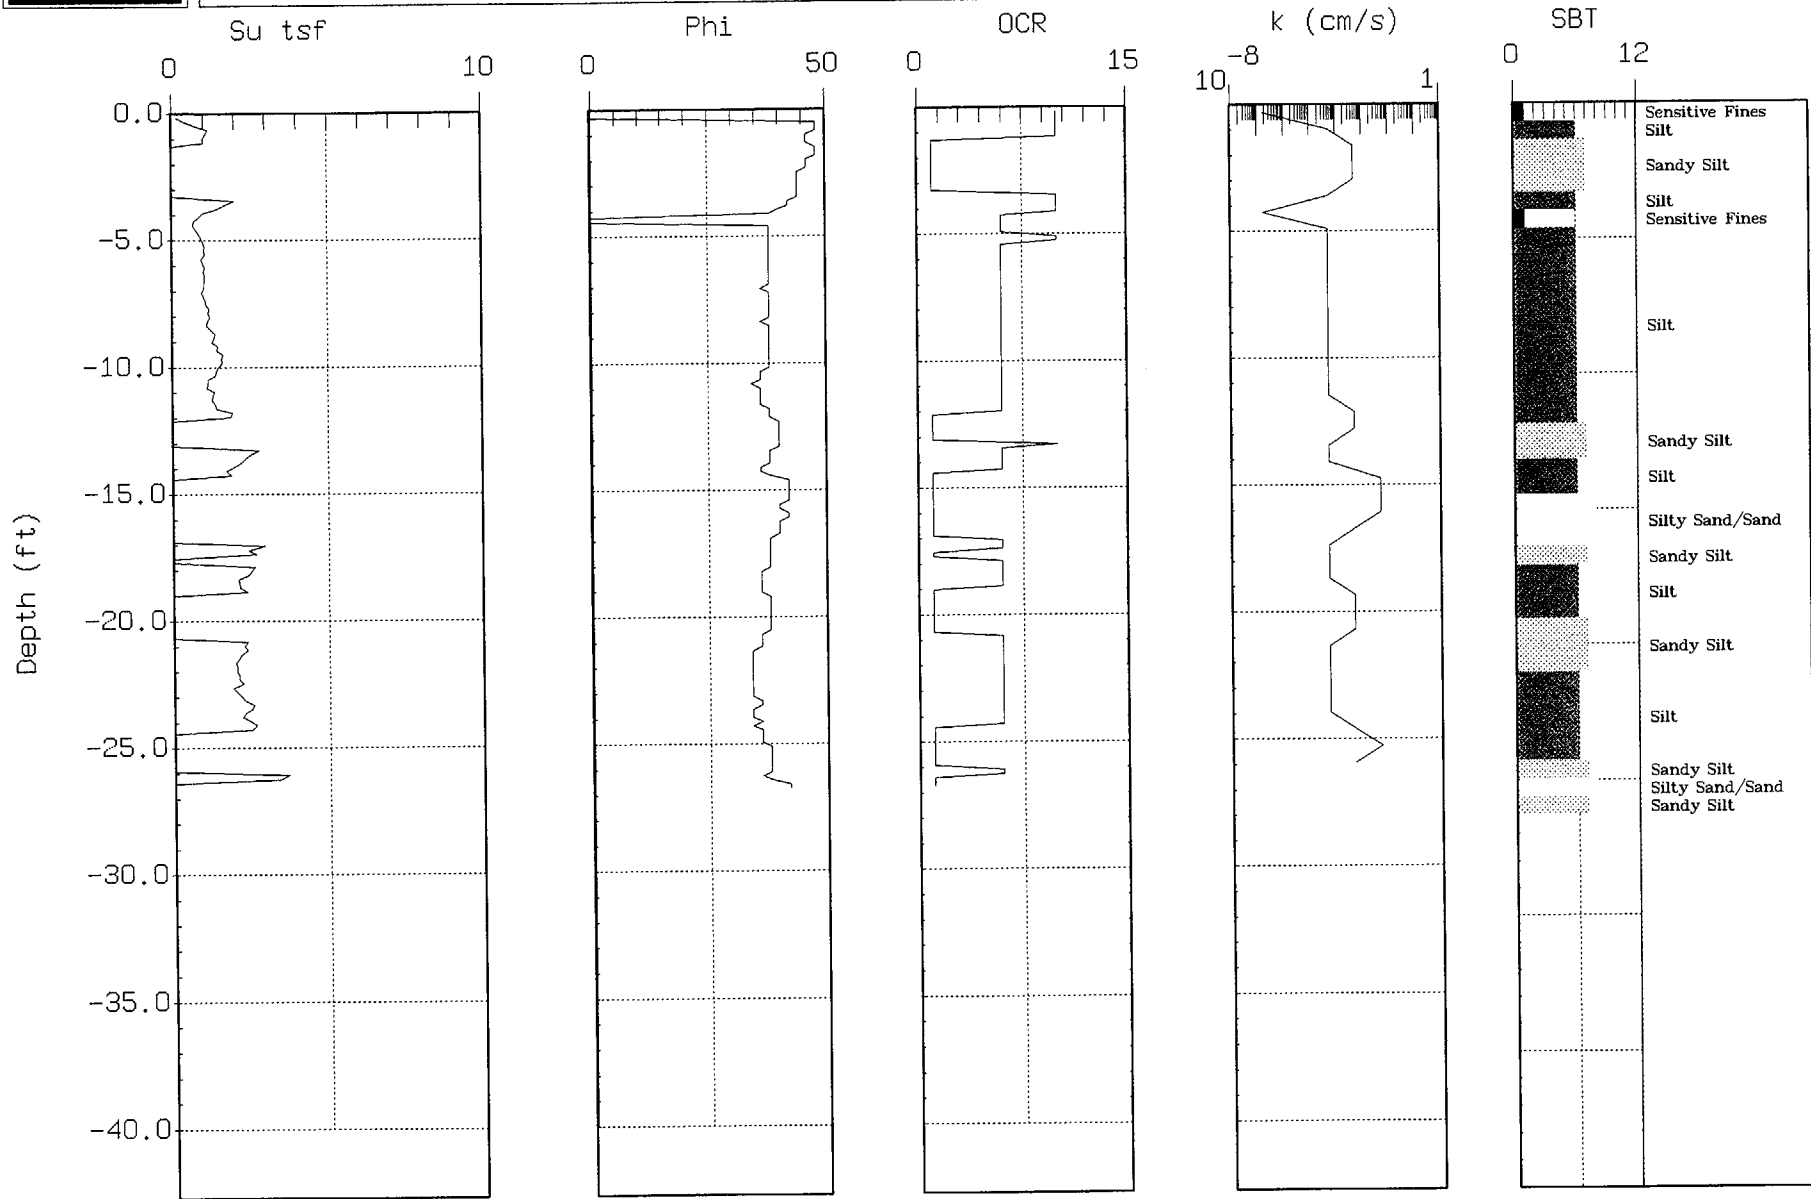 Su tsf
Phi
OCR
k (cm/s)
SBT
0 10
0 50
0 15
10 -8 1
0 12
Depth (ft)
0.0
-5.0
-10.0
-15.0
-20.0
-25.0
-30.0
-35.0
-40.0
Sensitive Fines
Silt
Sandy Silt
Silt
Sensitive Fines
Silt
Sandy Silt
Silt
Silty Sand/Sand
Sandy Silt
Silt
Sandy Silt
Silt
Sandy Silt
Silty Sand/Sand
Sandy Silt